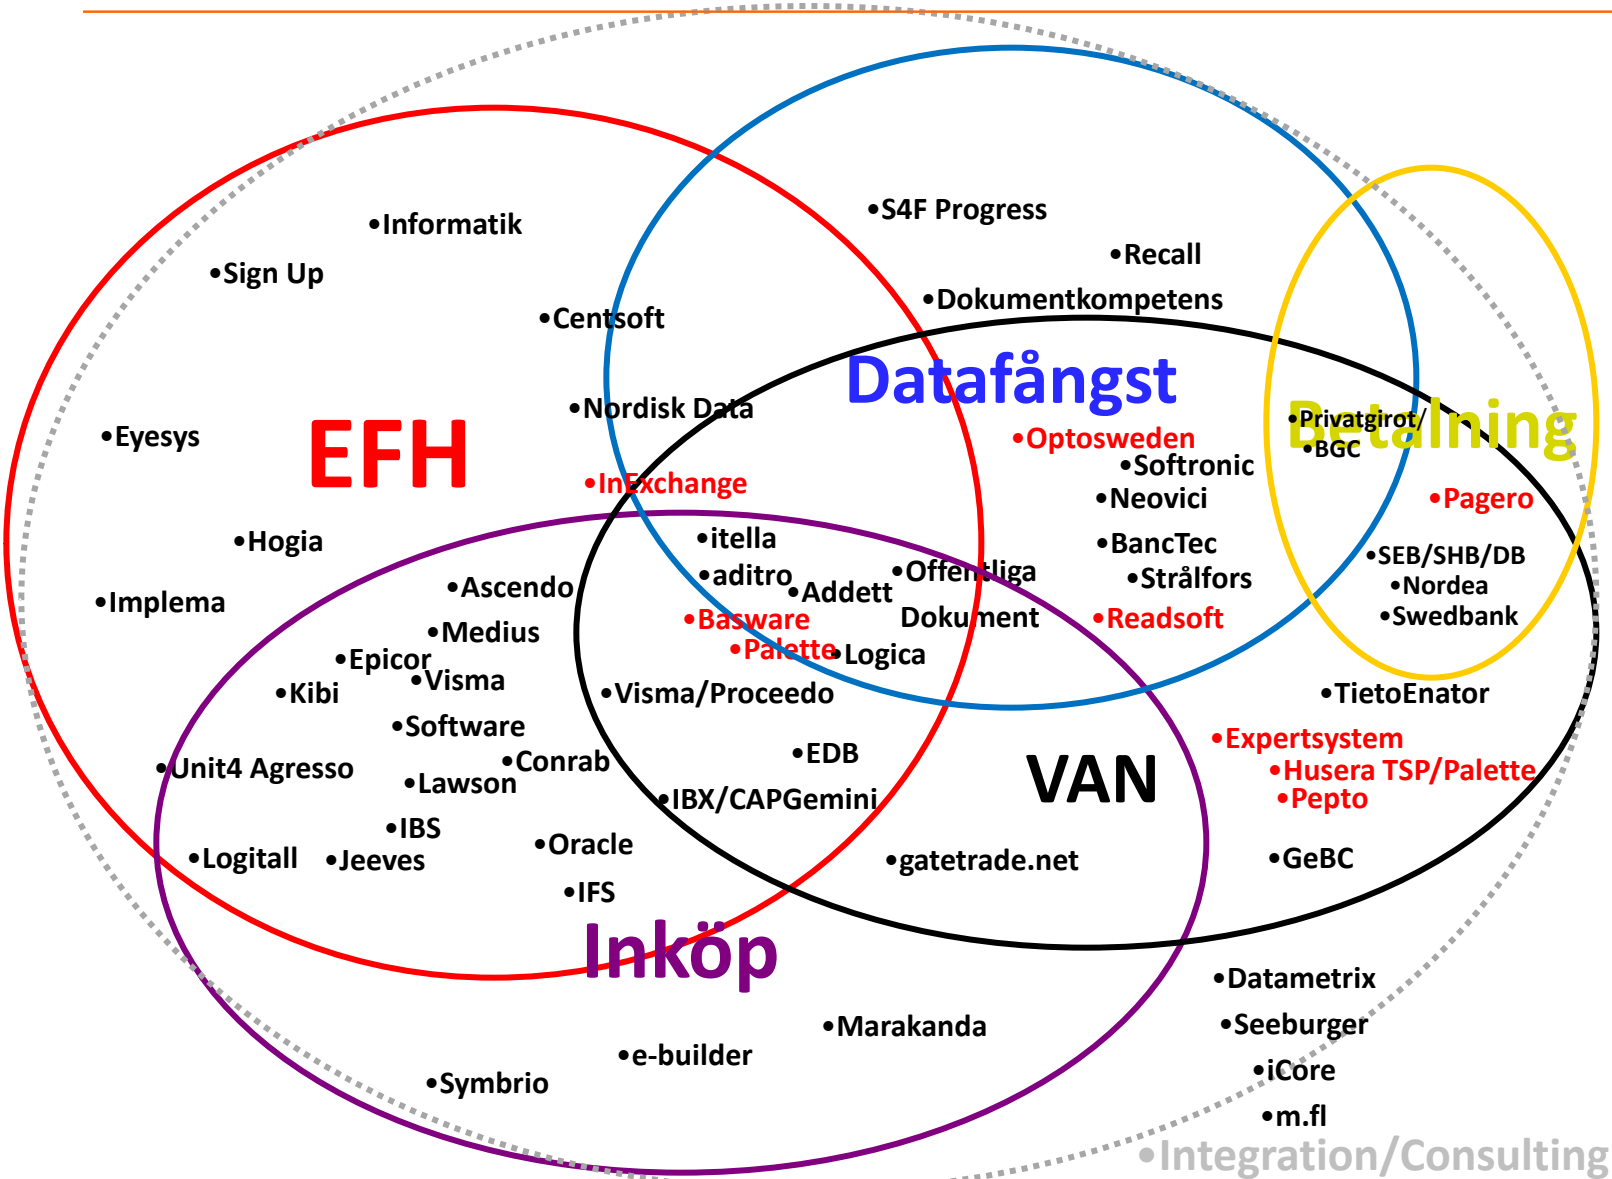 •S4F Progress
•Informatik
•Recall
•Sign Up
•Dokumentkompetens
•Centsoft
Datafångst
•Nordisk Data
Betalning
•Privatgirot/
•BGC
•Eyesys
EFH
•Optosweden
•Softronic
•InExchange
•Neovici
•Pagero
•Hogia
•itella
•BancTec
•SEB/SHB/DB
•aditro
•Offentliga
Dokument
•Strålfors
•Nordea
•Ascendo
•Addett
•Implema
•Basware
•Readsoft
•Swedbank
•Medius
•Palette
•Logica
•Epicor
•Visma
•Kibi
•Visma/Proceedo
•TietoEnator
•Software
•Expertsystem
•EDB
•Conrab
•Unit4 Agresso
•Husera TSP/Palette
VAN
•Lawson
•IBX/CAPGemini
•Pepto
•IBS
•Oracle
•Logitall
•Jeeves
•gatetrade.net
•GeBC
•IFS
Inköp
•Datametrix
•Marakanda
•Seeburger
•e-builder
•iCore
•Symbrio
•m.fl
•Integration/Consulting